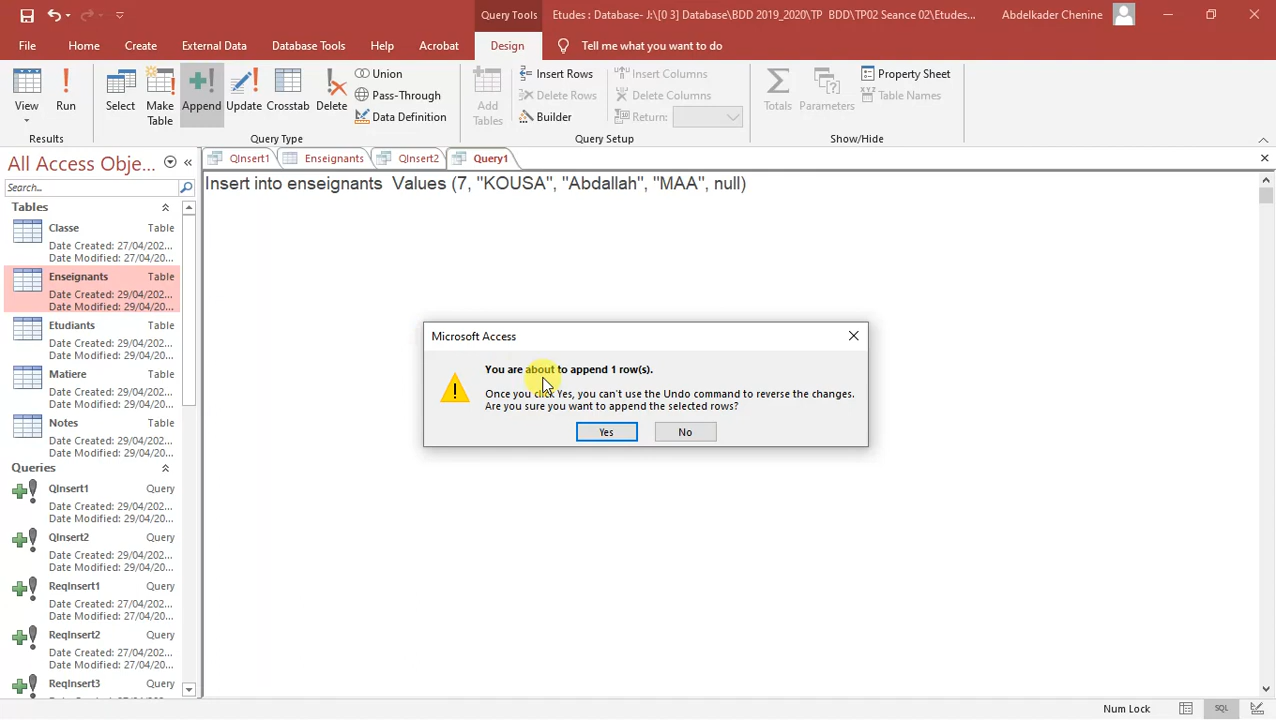 Query Tools
Etudes : Database- J:\[0 3] Database\BDD 2019_2020\TP  BDD\TP02 Seance 02\Etudes...
Abdelkader Chenine
File
Home
Create
External Data
Database Tools
Help
Acrobat
Design
Tell me what you want to do
View
Run
Select
Make Table
Append
Update
Crosstab
Delete
Union
Pass-Through
Data Definition
Add Tables
Insert Rows
Delete Rows
Builder
Insert Columns
Delete Columns
Return:
Totals
Parameters
Property Sheet
Table Names
Results
Query Type
Query Setup
Show/Hide
All Access Obje...
Search...
QInsert1
Enseignants
QInsert2
Query1
Insert into enseignants  Values (7, "KOUSA", "Abdallah", "MAA", null)
Tables
Classe Table
Date Created: 27/04/202...
Date Modified: 27/04/20...
Enseignants Table
Date Created: 29/04/202...
Date Modified: 29/04/20...
Etudiants Table
Date Created: 29/04/202...
Date Modified: 29/04/20...
Matiere Table
Date Created: 27/04/202...
Date Modified: 27/04/20...
Notes Table
Date Created: 27/04/202...
Date Modified: 27/04/20...
Queries
QInsert1 Query
Date Created: 29/04/202...
Date Modified: 29/04/20...
QInsert2 Query
Date Created: 29/04/202...
Date Modified: 29/04/20...
ReqInsert1 Query
Date Created: 27/04/202...
Date Modified: 27/04/20...
ReqInsert2 Query
Date Created: 27/04/202...
Date Modified: 27/04/20...
ReqInsert3 Query
Microsoft Access
You are about to append 1 row(s).
Once you click Yes, you can't use the Undo command to reverse the changes.
Are you sure you want to append the selected rows?
Yes
No
Num Lock
SQL